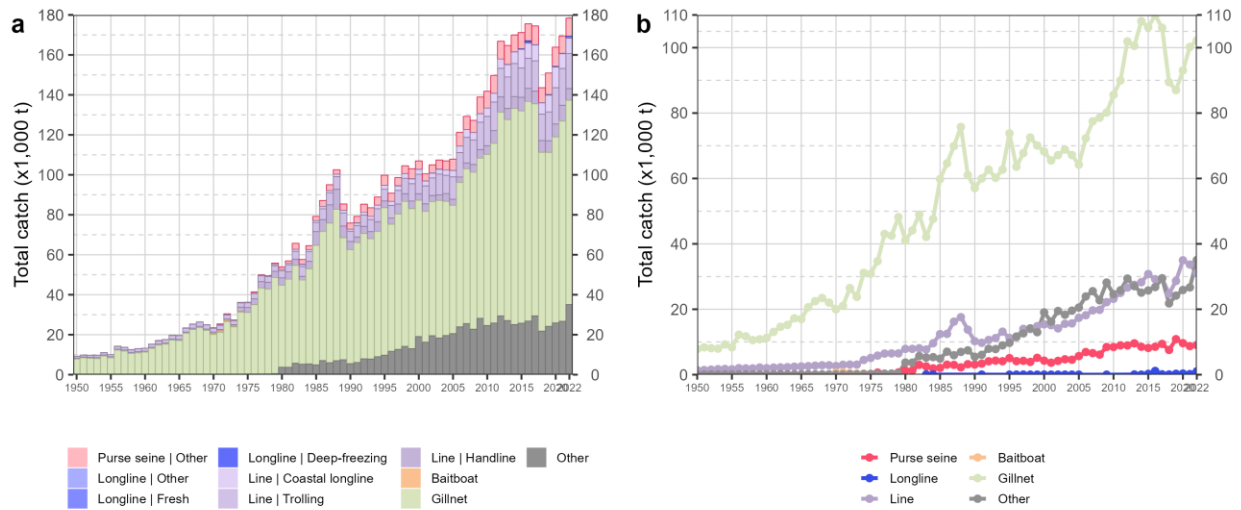 a
Total catch (x1,000 t)
180
160
140
120
100
80
60
40
20
0
180
160
140
120
100
80
60
40
20
0
1950 1955 1960 1965 1970 1975 1980 1985 1990 1995 2000 2005 2010 2015 2020 2022
Purse seine | Other
Longline | Other
Longline | Fresh
Longline | Deep-freezing
Line | Coastal longline
Line | Trolling
Line | Handline
Baitboat
Gillnet
Other
b
Total catch (x1,000 t)
110
100
80
60
40
20
0
110
100
80
60
40
20
0
1950 1955 1960 1965 1970 1975 1980 1985 1990 1995 2000 2005 2010 2015 2020 2022
Purse seine
Longline
Line
Baitboat
Gillnet
Other